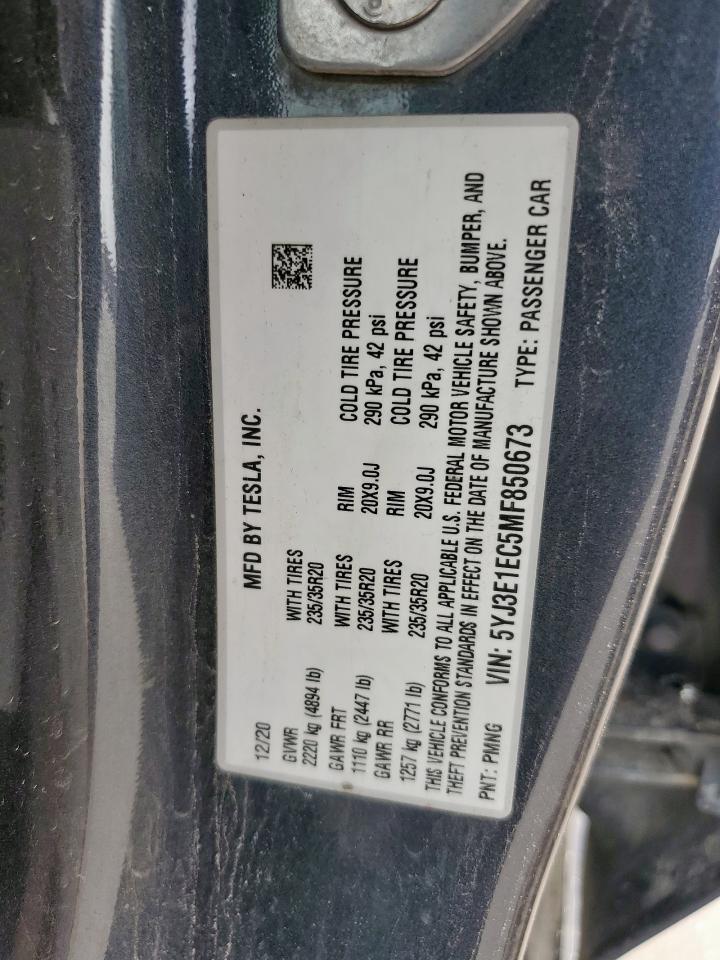 MFD BY TESLA, INC.
12/20
GVWR WITH TIRES
2220 kg (4894 lb) 235/35R20
GAWR FRT WITH TIRES RIM COLD TIRE PRESSURE
1110 kg (2447 lb) 235/35R20 20X9.0J 290 kPa, 42 psi
GAWR RR WITH TIRES RIM COLD TIRE PRESSURE
1257 kg (2771 lb) 235/35R20 20X9.0J 290 kPa, 42 psi
THIS VEHICLE CONFORMS TO ALL APPLICABLE U.S. FEDERAL MOTOR VEHICLE SAFETY, BUMPER, AND
THEFT PREVENTION STANDARDS IN EFFECT ON THE DATE OF MANUFACTURE SHOWN ABOVE.
PNT: PMNG VIN: 5YJ3E1EC5MF850673 TYPE: PASSENGER CAR